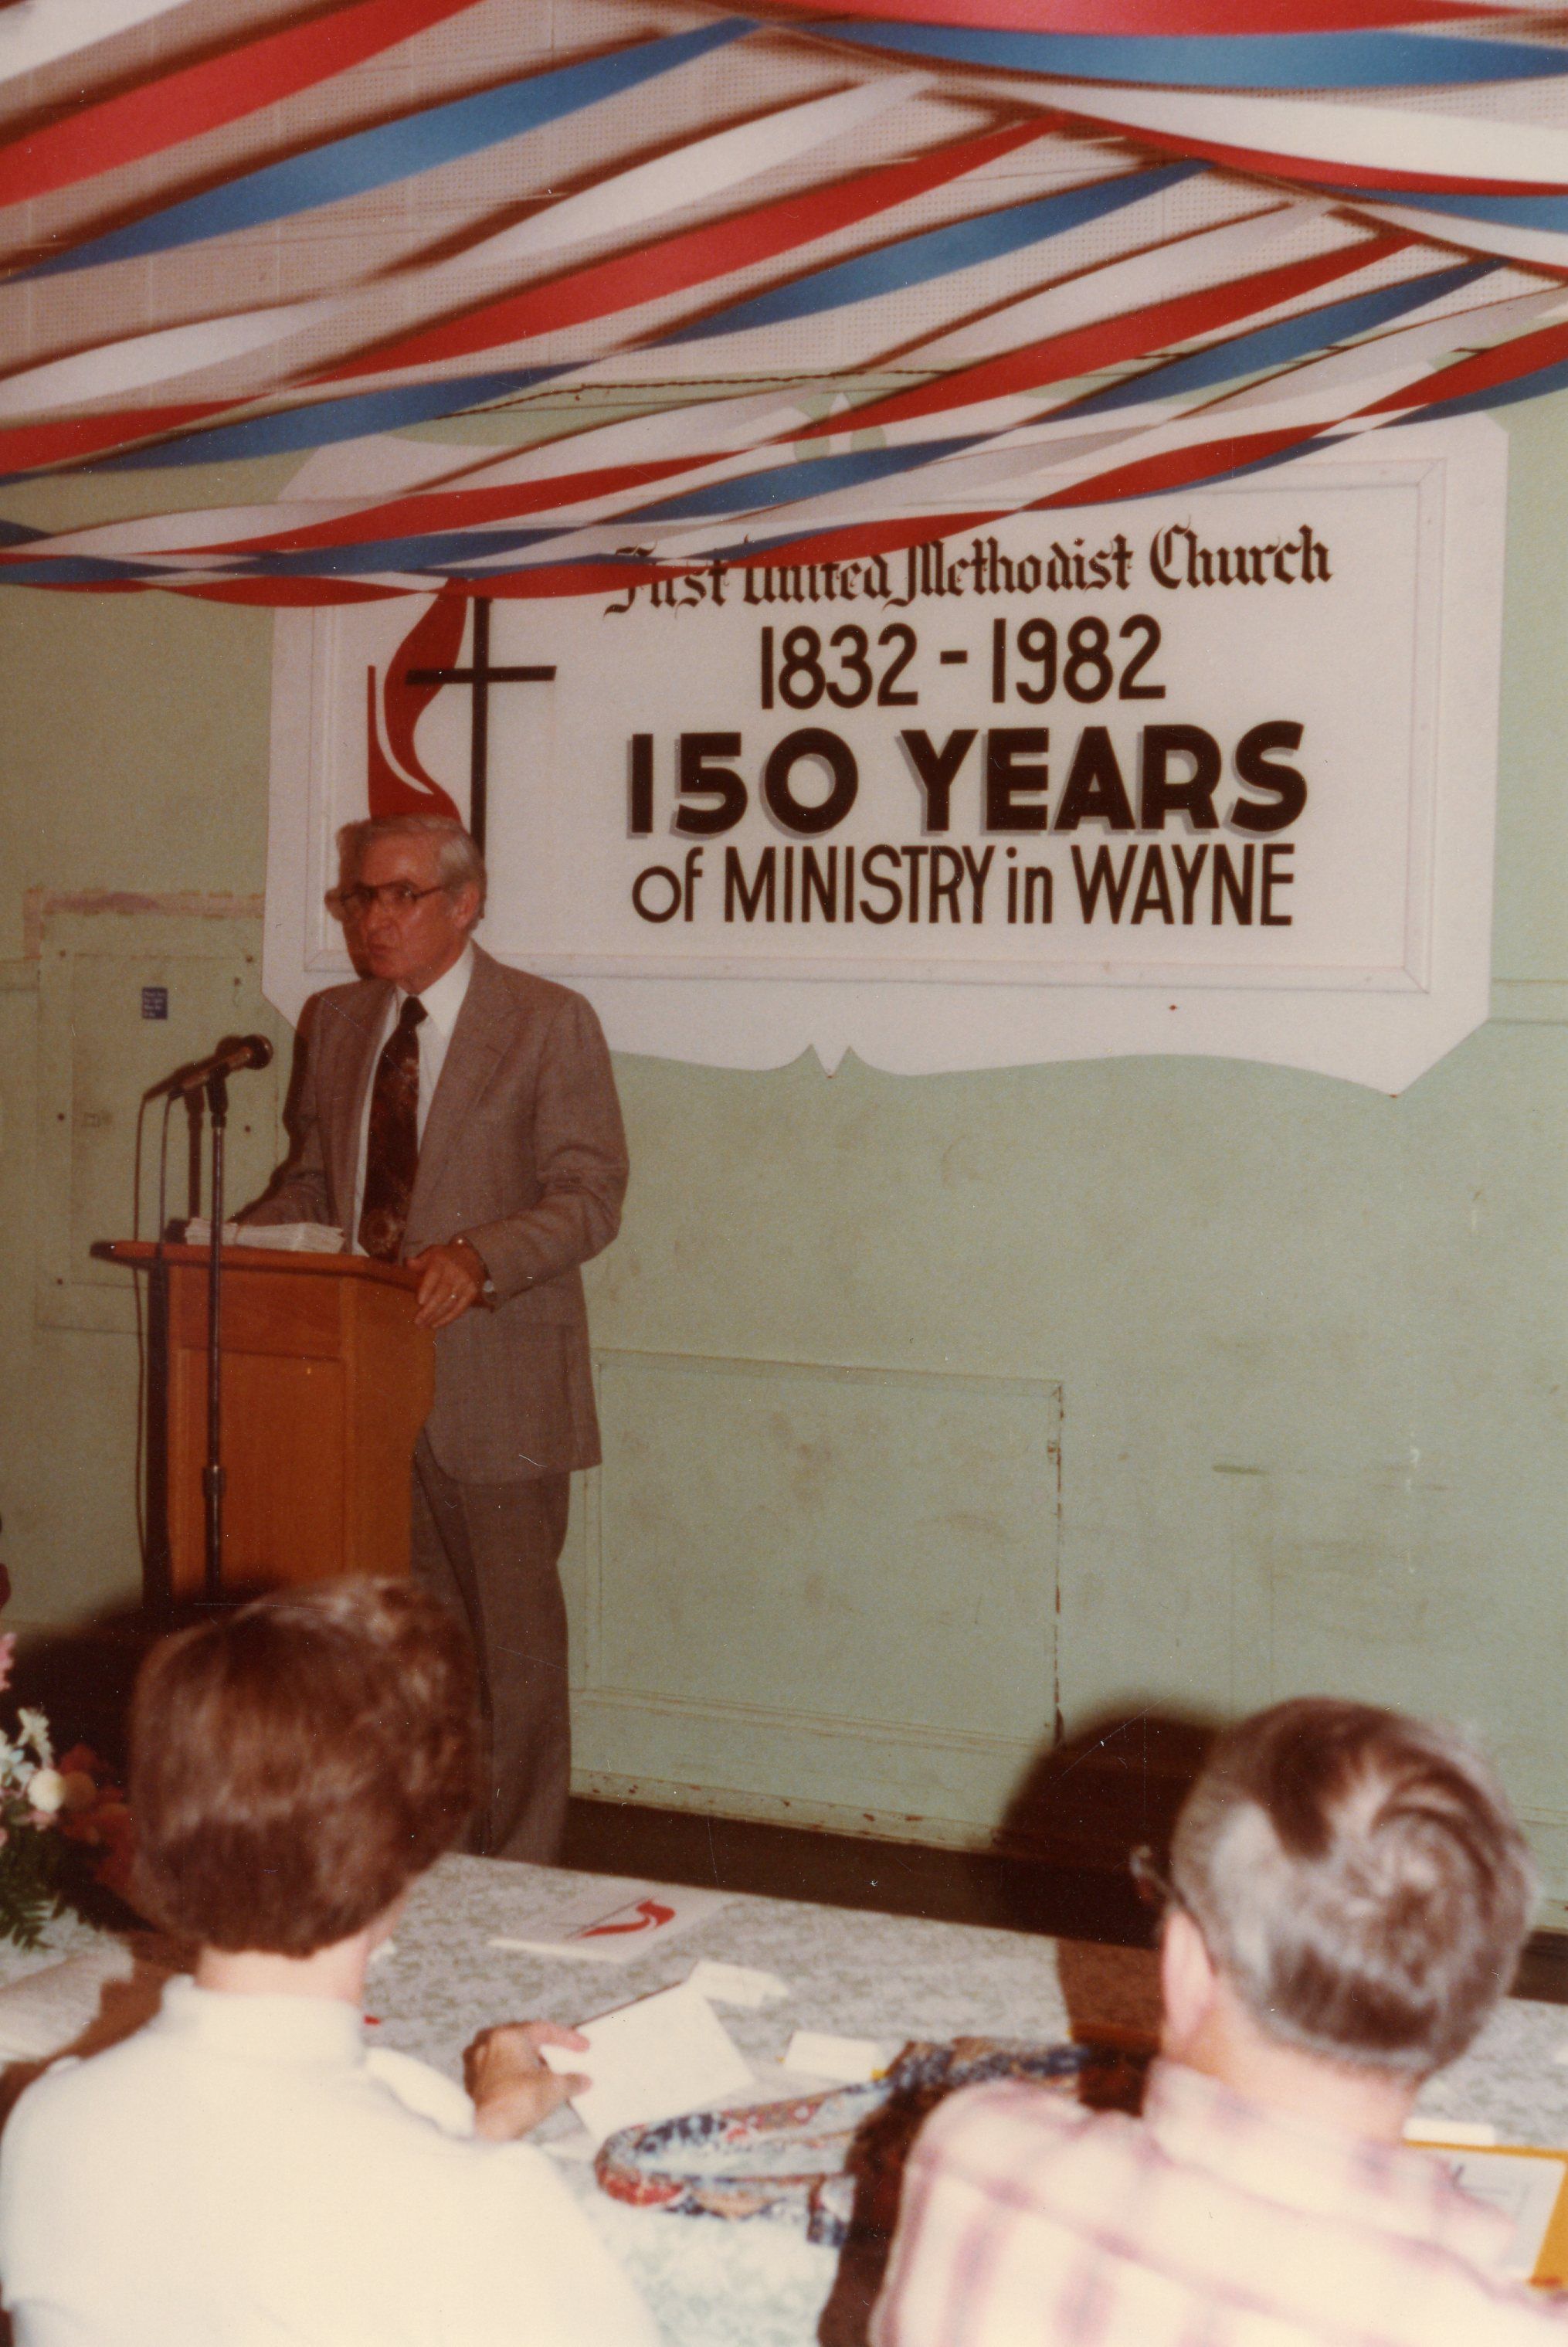 First United Methodist Church
1832 - 1982
150 YEARS
of MINISTRY in WAYNE